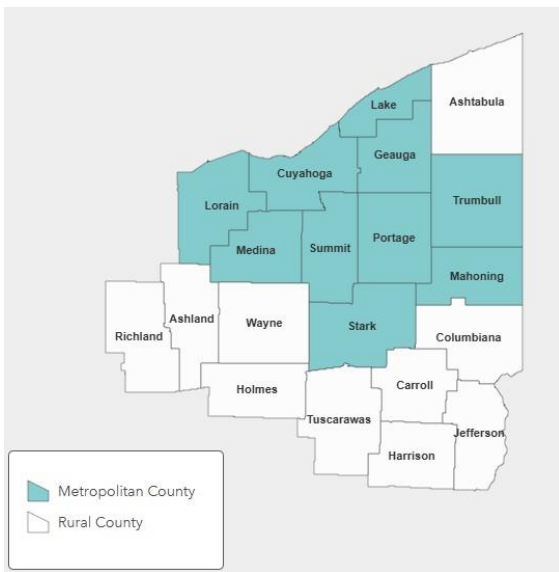 Lake
Ashtabula
Geauga
Cuyahoga
Lorain
Trumbull
Medina
Summit
Portage
Mahoning
Ashland
Richland
Wayne
Stark
Columbiana
Holmes
Carroll
Tuscarawas
Jefferson
Harrison
Metropolitan County
Rural County